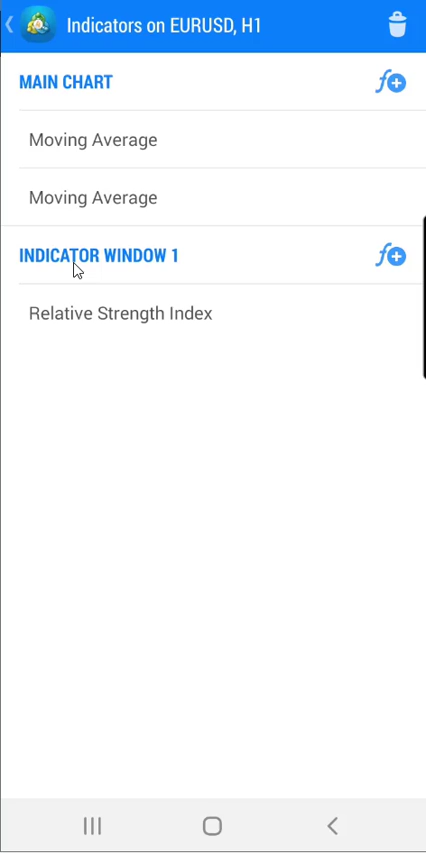 Indicators on EURUSD, H1
MAIN CHART
Moving Average
Moving Average
INDICATOR WINDOW 1
Relative Strength Index